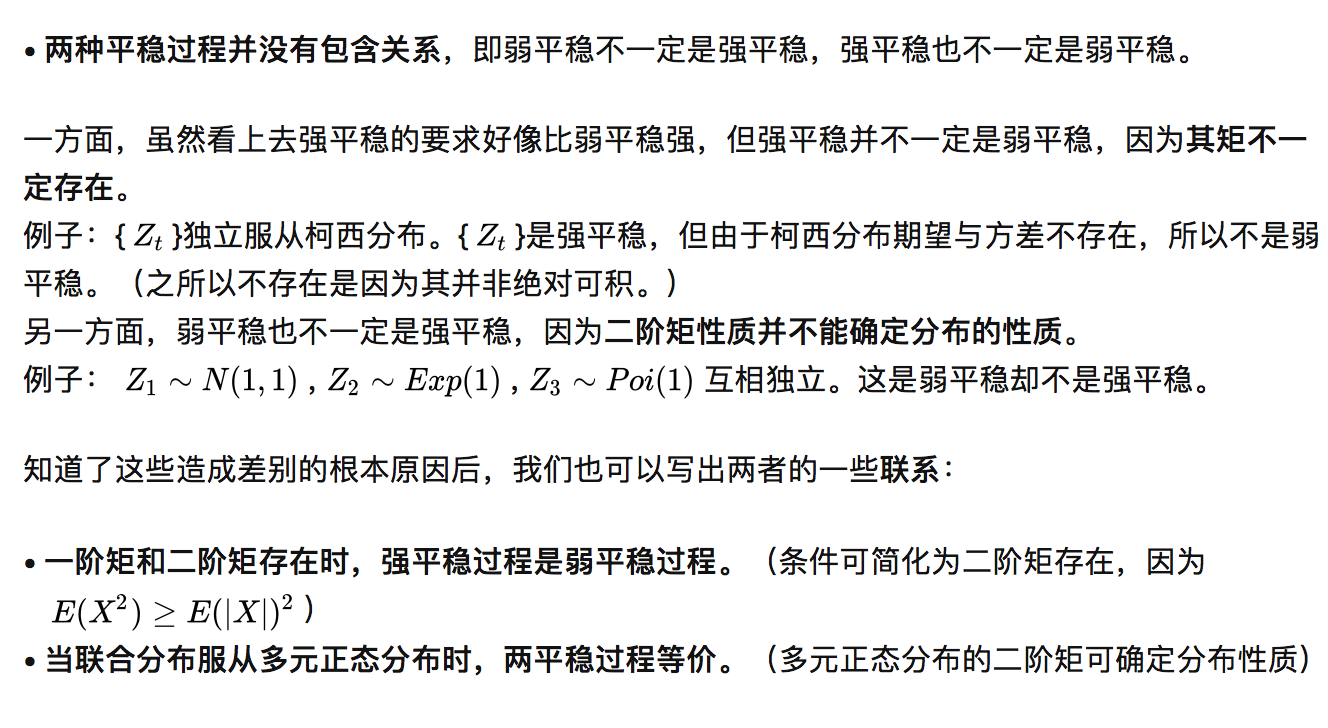 • 两种平稳过程并没有包含关系，即弱平稳不一定是强平稳，强平稳也不一定是弱平稳。
一方面，虽然看上去强平稳的要求好像比弱平稳强，但强平稳并不一定是弱平稳，因为其矩不一
定存在。
例子：{ Z_t }独立服从柯西分布。{ Z_t }是强平稳，但由于柯西分布期望与方差不存在，所以不是弱
平稳。（之所以不存在是因为其并非绝对可积。）
另一方面，弱平稳也不一定是强平稳，因为二阶矩性质并不能确定分布的性质。
例子： Z_1 ∼ N(1,1) , Z_2 ∼ Exp(1) , Z_3 ∼ Poi(1) 互相独立。这是弱平稳却不是强平稳。
知道了这些造成差别的根本原因后，我们也可以写出两者的一些联系：
• 一阶矩和二阶矩存在时，强平稳过程是弱平稳过程。（条件可简化为二阶矩存在，因为
E(X²) ≥ E(|X|)² ）
• 当联合分布服从多元正态分布时，两平稳过程等价。（多元正态分布的二阶矩可确定分布性质）